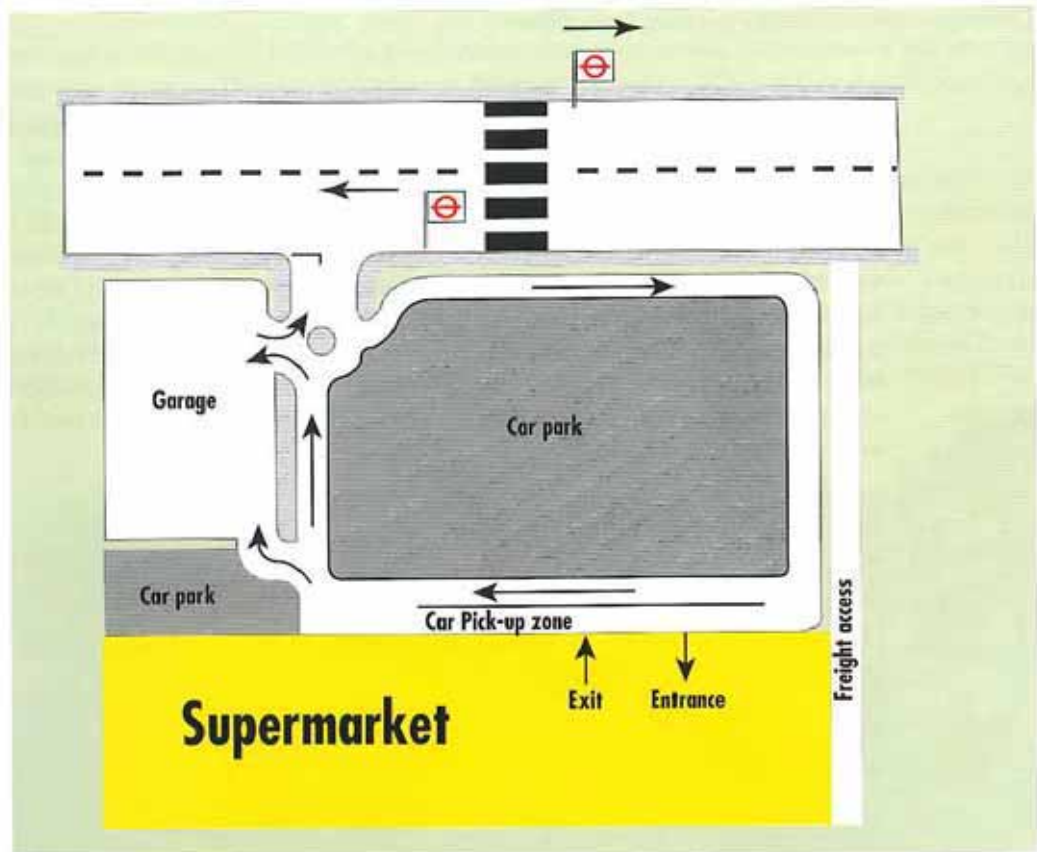 Garage
Car park
Car park
Car Pick-up zone
Exit
Entrance
Freight access
Supermarket